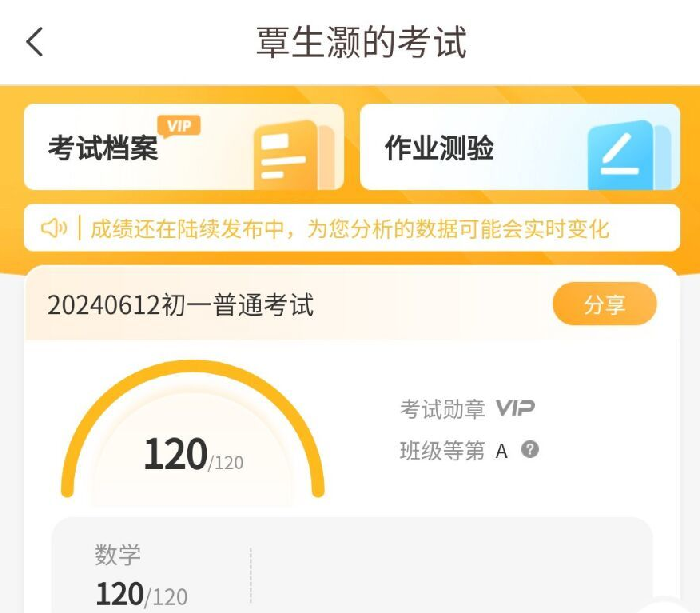 覃生灏的考试
考试档案 VIP
作业测验
成绩还在陆续发布中，为您分析的数据可能会实时变化
20240612初一普通考试
分享
120/120
考试勋章 VIP
班级等第 A ?
数学
120/120